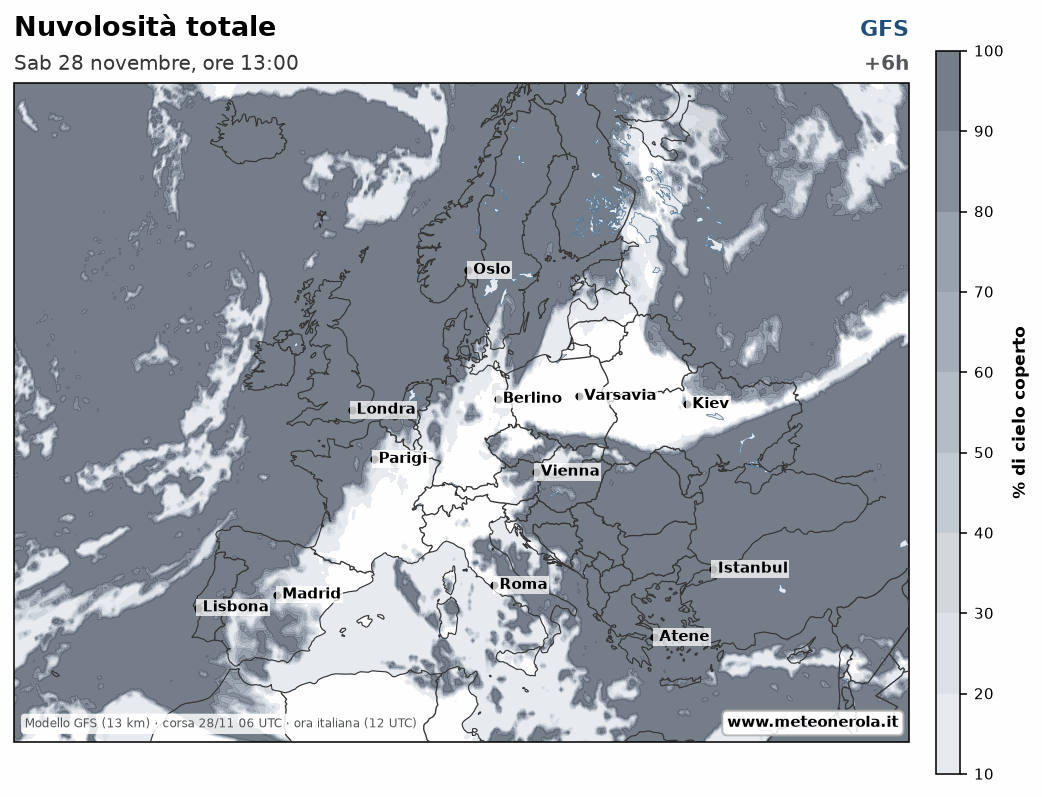 Nuvolosità totale
GFS
Sab 28 novembre, ore 13:00
+6h
100
90
80
70
60
50
40
30
20
10
% di cielo coperto
Oslo
Londra
Berlino
Varsavia
Kiev
Parigi
Vienna
Istanbul
Madrid
Roma
Lisbona
Atene
Modello GFS (13 km) · corsa 28/11 06 UTC · ora italiana (12 UTC)
www.meteonerola.it